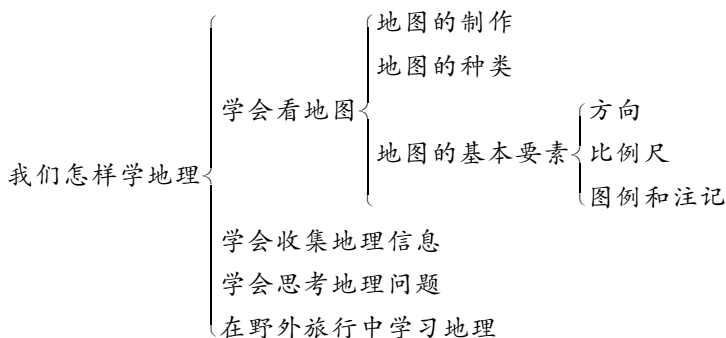 我们怎样学地理
学会看地图
地图的制作
地图的种类
地图的基本要素
方向
比例尺
图例和注记
学会收集地理信息
学会思考地理问题
在野外旅行中学习地理